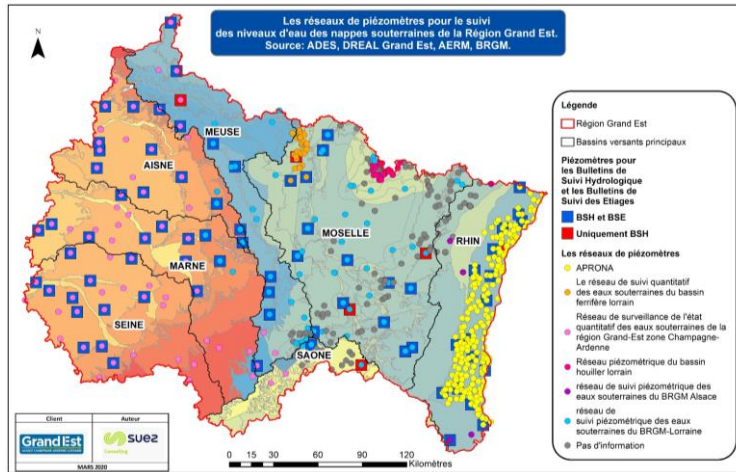 Les réseaux de piézomètres pour le suivi
des niveaux d'eau des nappes souterraines de la Région Grand Est.
Source: ADES, DREAL Grand Est, AERM, BRGM.
N
MEUSE
AISNE
MOSELLE
RHIN
MARNE
SEINE
SAONE
Légende
Région Grand Est
Bassins versants principaux
Piézomètres pour
les Bulletins de
Suivi Hydrologique
et les Bulletins de
Suivi des Etiages
BSH et BSE
Uniquement BSH
Les réseaux de piézomètres
APRONA
Le réseau de suivi quantitatif
des eaux souterraines du bassin
ferrifère lorrain
Réseau de surveillance de l'état
quantitatif des eaux souterraines de la
région Grand-Est zone Champagne-
Ardenne
Réseau piézométrique du bassin
houiller lorrain
réseau de suivi piézométrique des
eaux souterraines du BRGM Alsace
réseau de
suivi piézométrique des eaux
souterraines du BRGM-Lorraine
Pas d'information
Client
Auteur
GrandEst
suez
Consulting
MARS 2020
0 15 30 60 90 120
Kilomètres